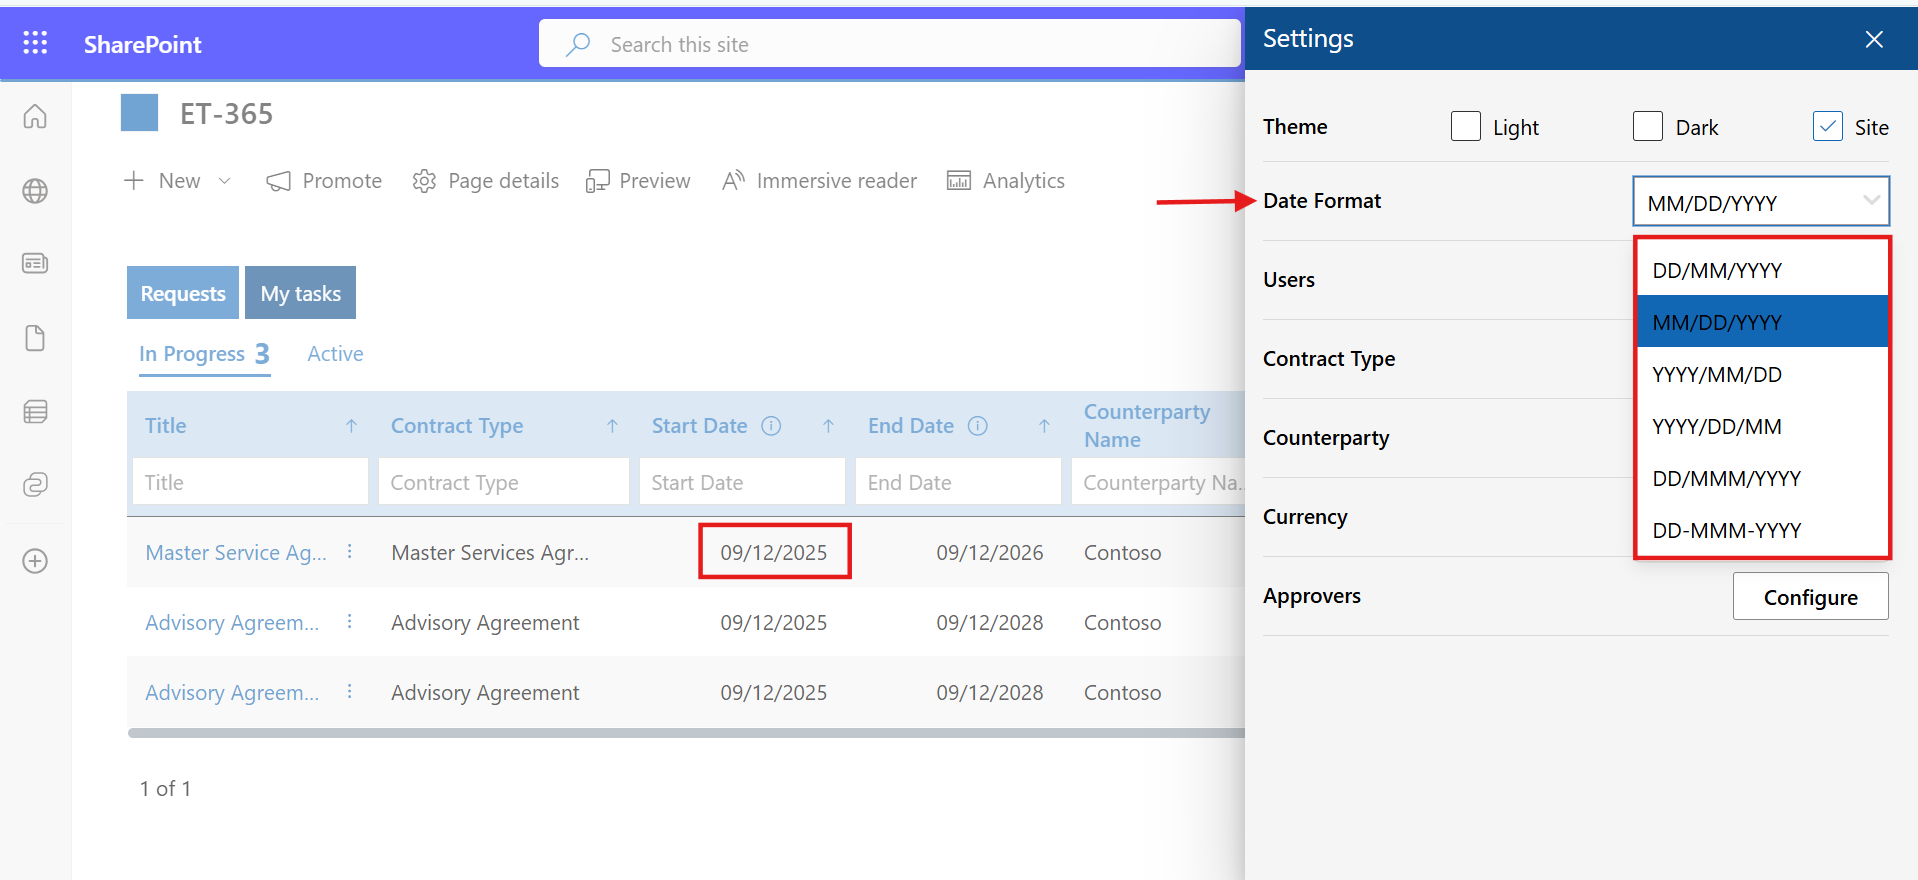 SharePoint
Search this site
ET-365
New
Promote
Page details
Preview
Immersive reader
Analytics
Requests
My tasks
In Progress 3
Active
Title
Contract Type
Start Date
End Date
Counterparty
Name
Title
Contract Type
Start Date
End Date
Counterparty Na...
Master Service Ag...
Master Services Agr...
09/12/2025
09/12/2026
Contoso
Advisory Agreem...
Advisory Agreement
09/12/2025
09/12/2028
Contoso
Advisory Agreem...
Advisory Agreement
09/12/2025
09/12/2028
Contoso
1 of 1
Settings
Theme
Light
Dark
Site
Date Format
MM/DD/YYYY
DD/MM/YYYY
MM/DD/YYYY
YYYY/MM/DD
YYYY/DD/MM
DD/MMM/YYYY
DD-MMM-YYYY
Users
Contract Type
Counterparty
Currency
Approvers
Configure